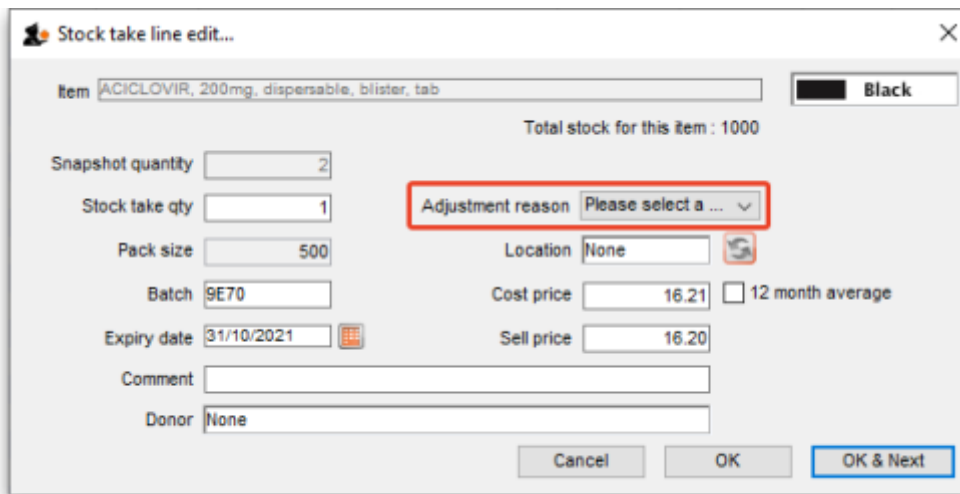 Stock take line edit...
Item ACICLOVIR, 200mg, dispersable, blister, tab Black
Total stock for this item : 1000
Snapshot quantity 2
Stock take qty 1 Adjustment reason Please select a ...
Pack size 500 Location None
Batch 9E70 Cost price 16.21 12 month average
Expiry date 31/10/2021 Sell price 16.20
Comment
Donor None
Cancel OK OK & Next